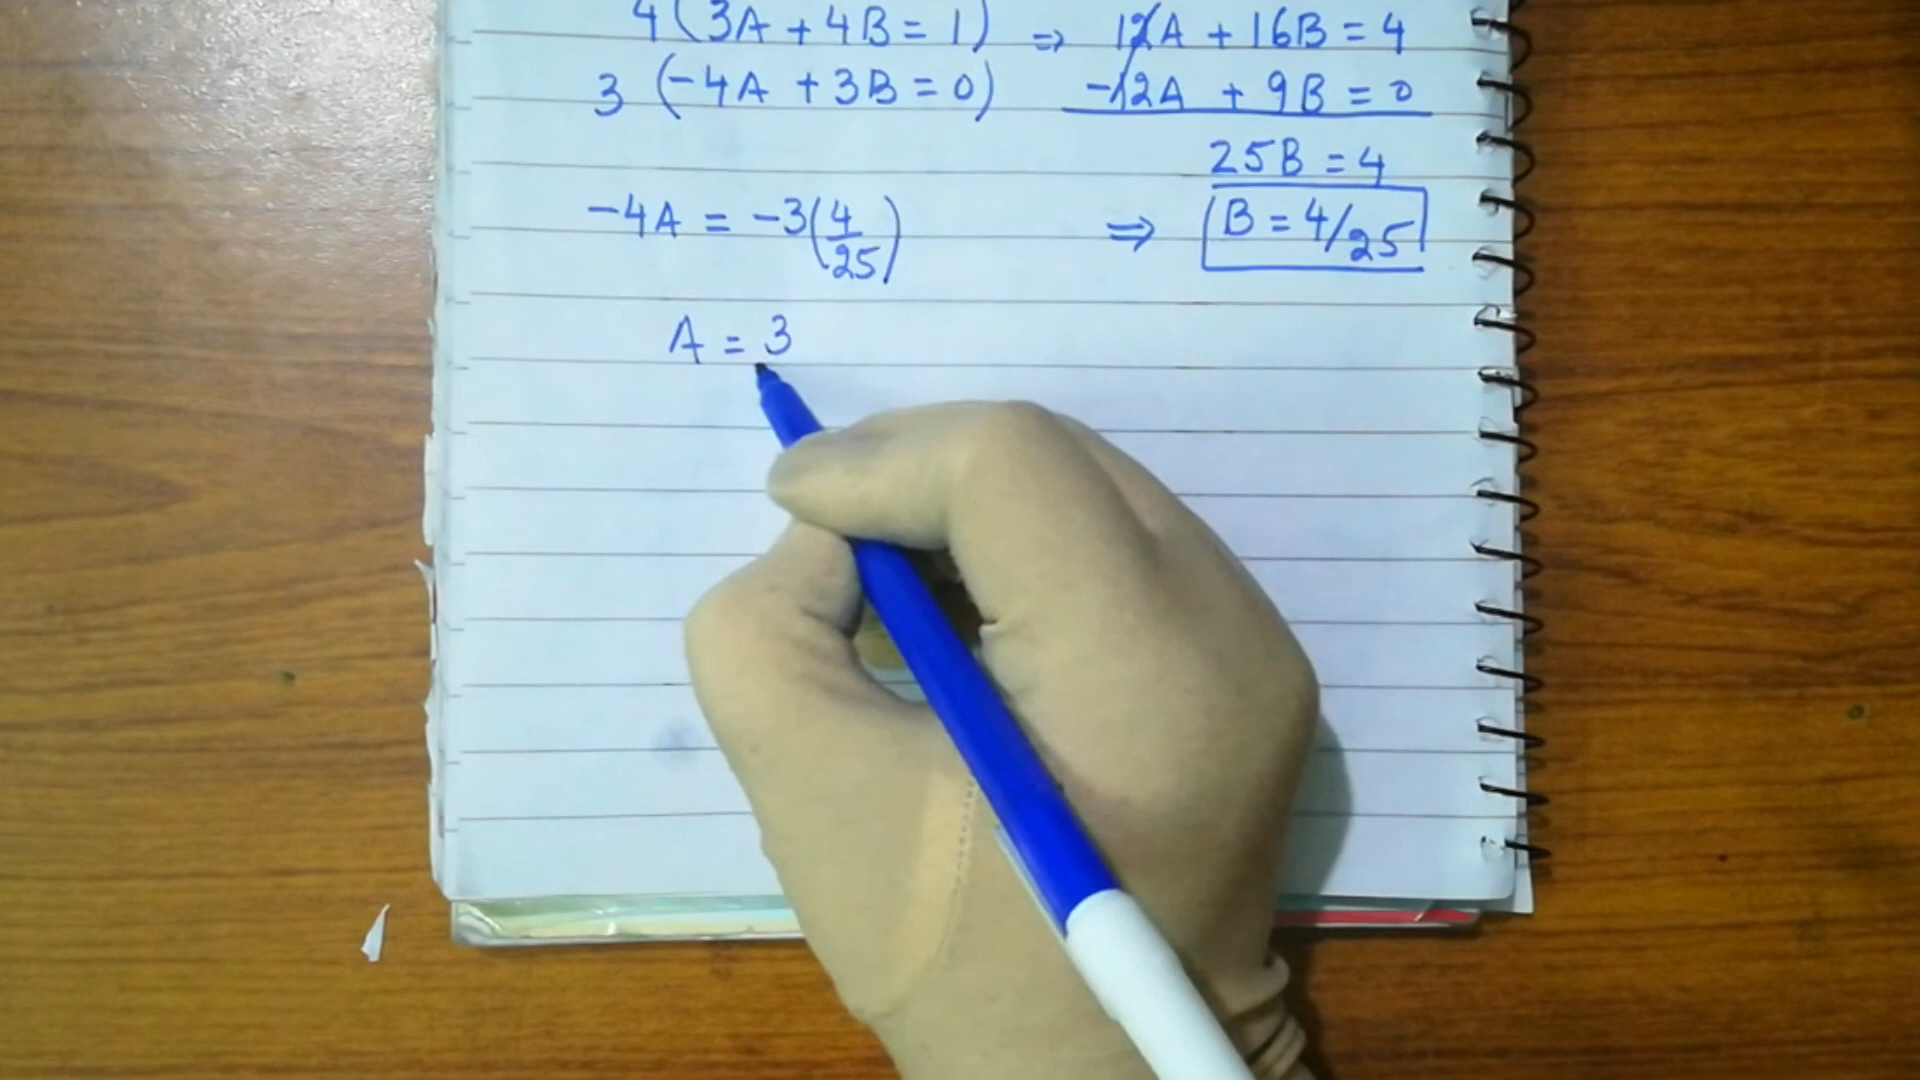 4 (3A + 4B = 1) ⇒ 12A + 16B = 4
3 (-4A + 3B = 0) -12A + 9B = 0
25B = 4
-4A = -3(4/25) ⇒ B = 4/25
A = 3